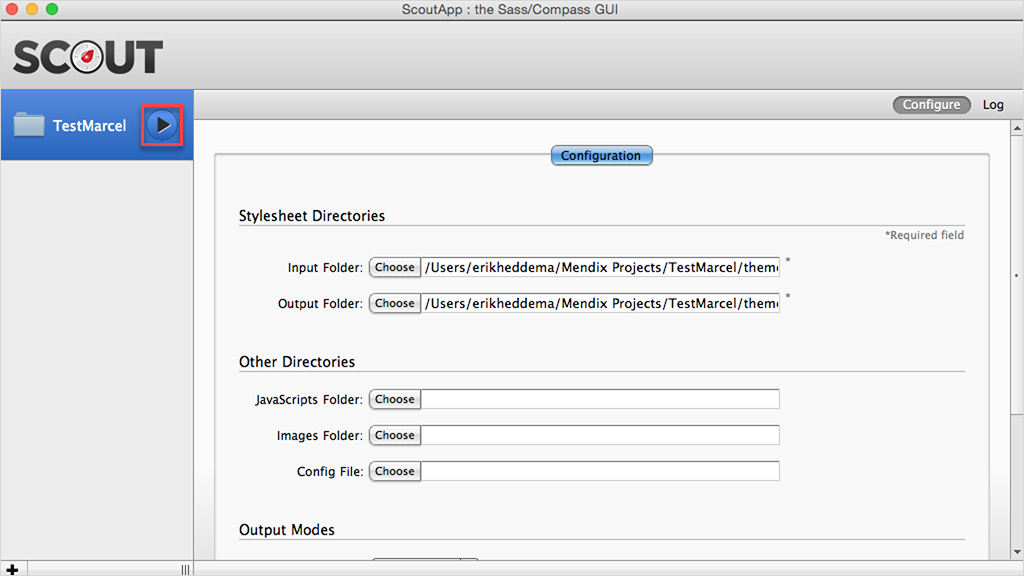 ScoutApp : the Sass/Compass GUI
SCOUT
TestMarcel
Configure Log
Configuration
Stylesheet Directories
*Required field
Input Folder: Choose /Users/erikheddema/Mendix Projects/TestMarcel/them *
Output Folder: Choose /Users/erikheddema/Mendix Projects/TestMarcel/them *
Other Directories
JavaScripts Folder: Choose
Images Folder: Choose
Config File: Choose
Output Modes